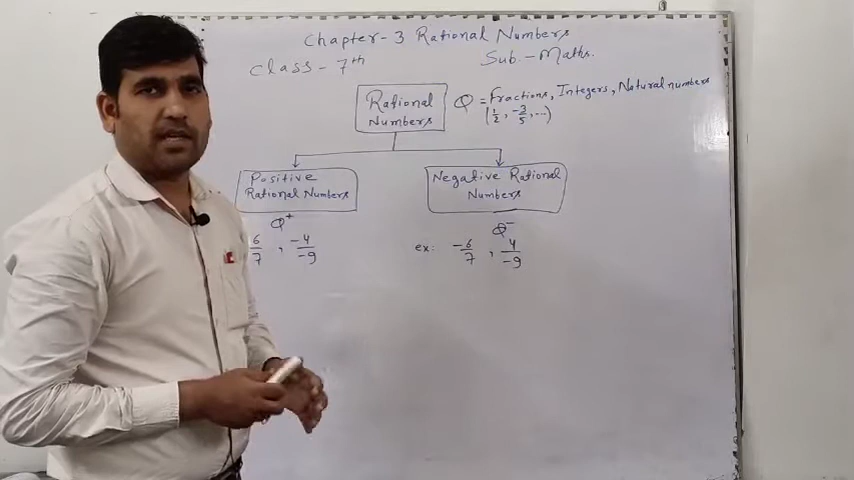 Chapter-3 Rational Numbers
Class-7th
Sub.-Maths.
Rational Numbers
Q = Fractions, Integers, Natural numbers
(1/2, -3/5, ...)
Positive Rational Numbers
Negative Rational Numbers
Q+
Q-
6/7, -4/-9
ex: -6/7, 4/-9